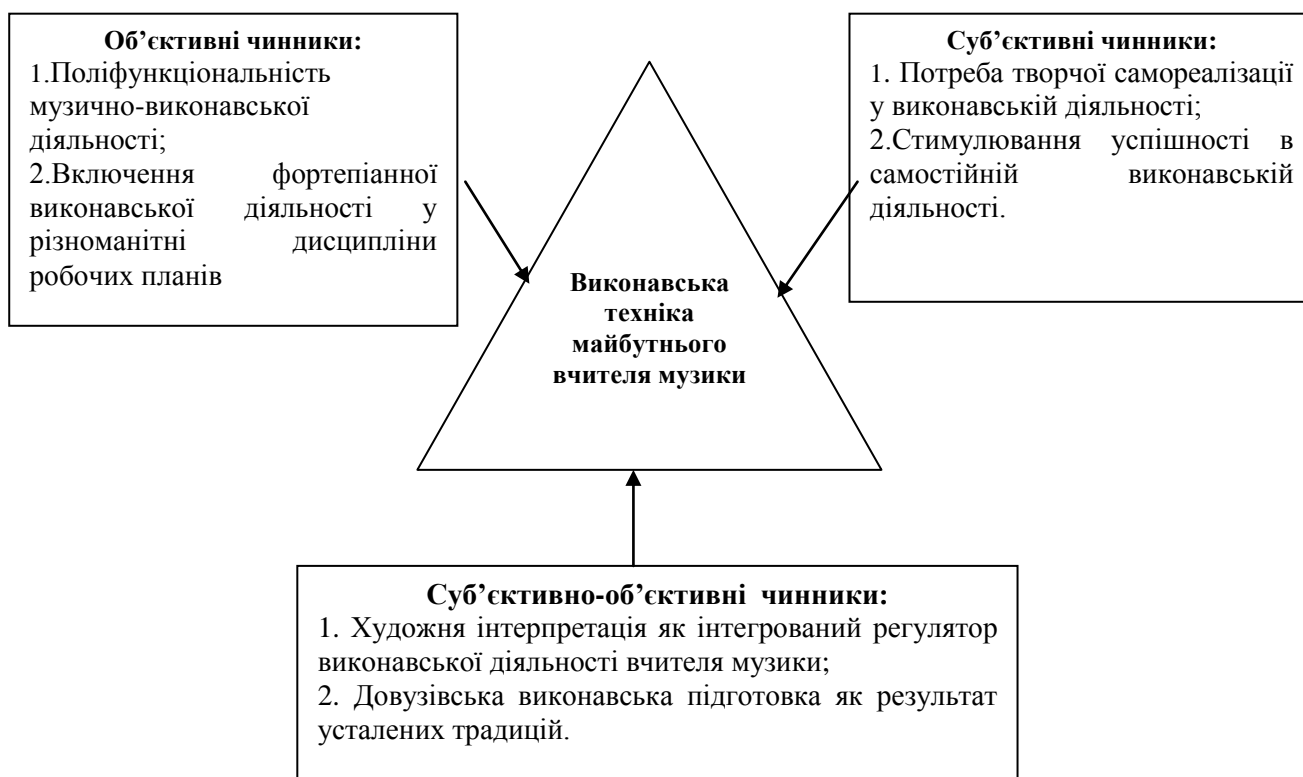 Об’єктивні чинники:
1.Поліфункціональність
музично-виконавської
діяльності;
2.Включення фортепіанної
виконавської діяльності у
різноманітні дисципліни
робочих планів
Суб’єктивні чинники:
1. Потреба творчої самореалізації
у виконавській діяльності;
2.Стимулювання успішності в
самостійній виконавській
діяльності.
Виконавська
техніка
майбутнього
вчителя музики
Суб’єктивно-об’єктивні чинники:
1. Художня інтерпретація як інтегрований регулятор
виконавської діяльності вчителя музики;
2. Довузівська виконавська підготовка як результат
усталених традицій.